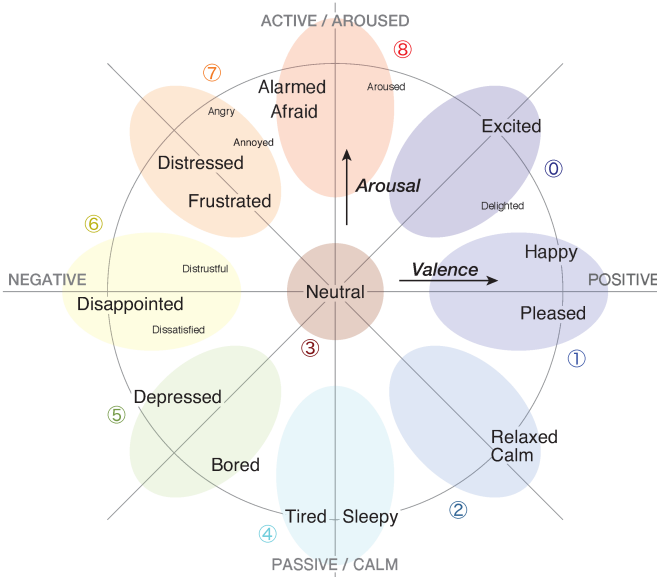 ACTIVE / AROUSED
⑧
⑦
Alarmed
Aroused
Afraid
Angry
Excited
Annoyed
Distressed
⓪
Arousal
Frustrated
Delighted
⑥
Happy
Distrustful
Valence
NEGATIVE
POSITIVE
Neutral
Disappointed
Pleased
Dissatisfied
③
①
Depressed
⑤
Relaxed
Calm
Bored
②
Tired
Sleepy
④
PASSIVE / CALM